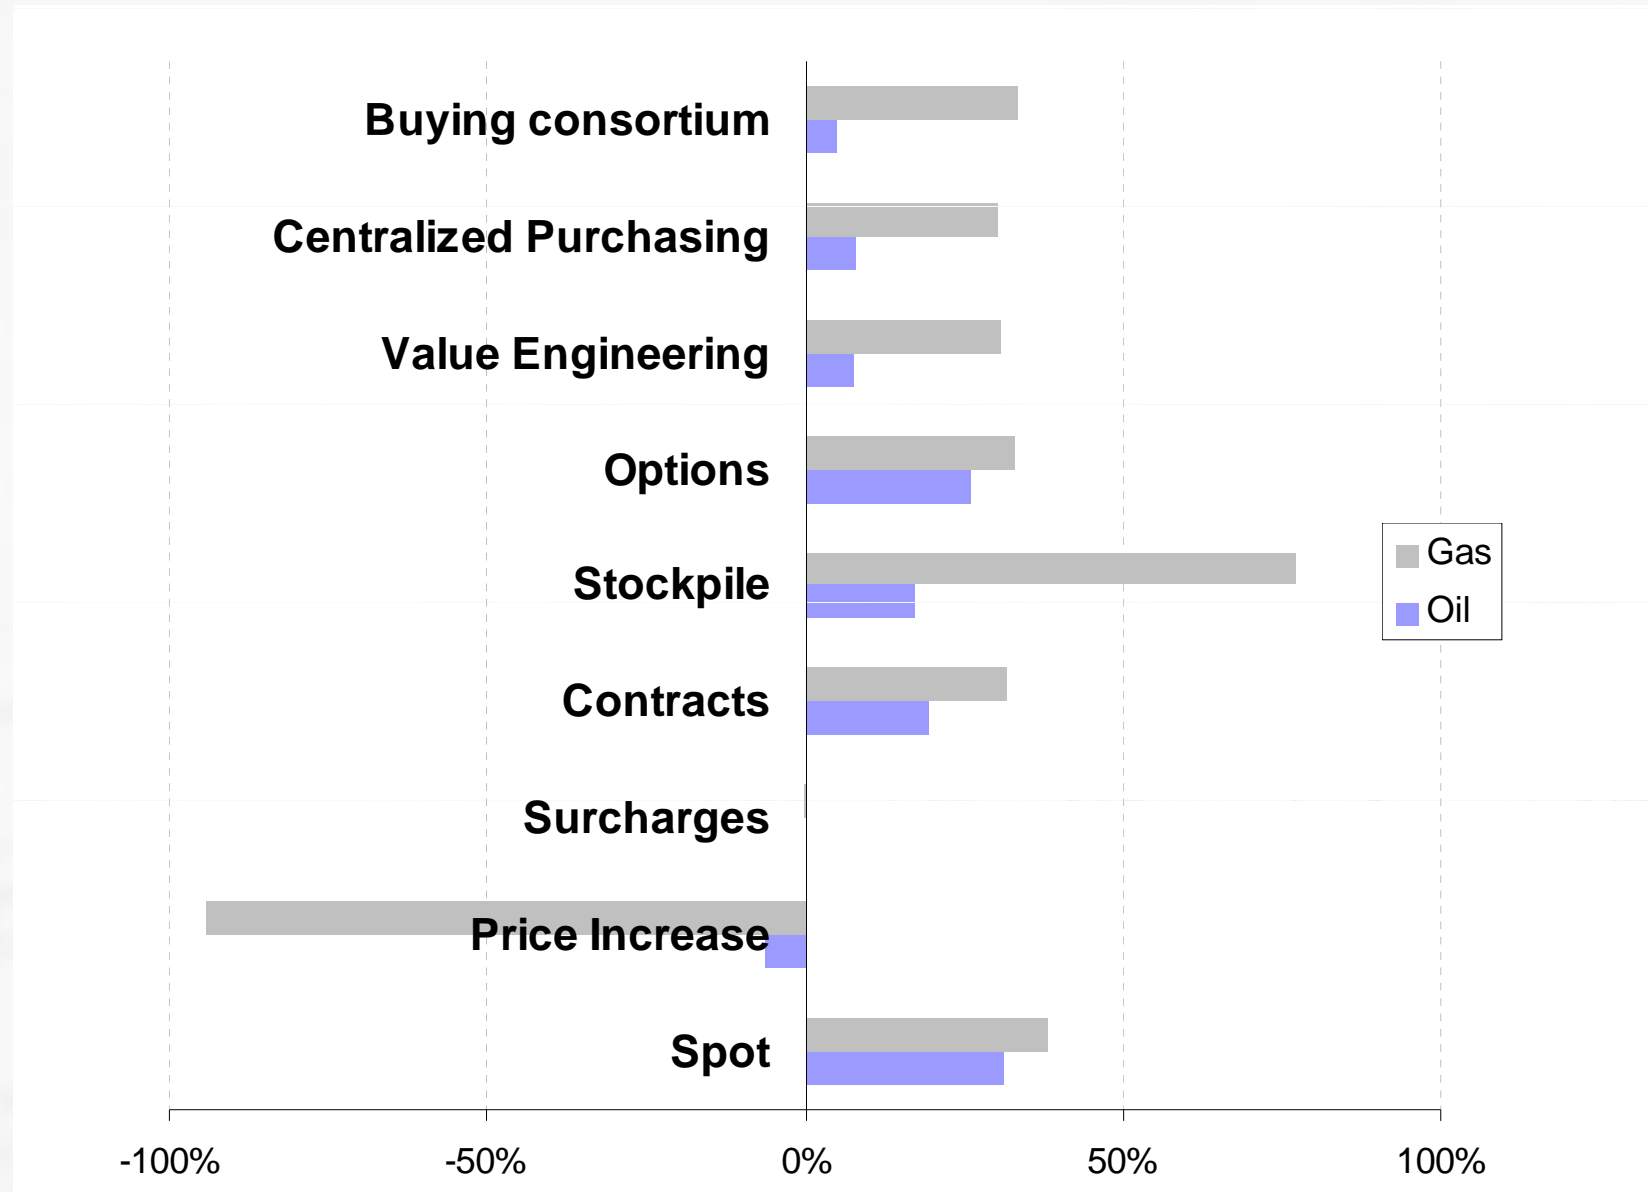 Buying consortium
Centralized Purchasing
Value Engineering
Options
Stockpile
Contracts
Surcharges
Price Increase
Spot
Gas
Oil
-100% -50% 0% 50% 100%